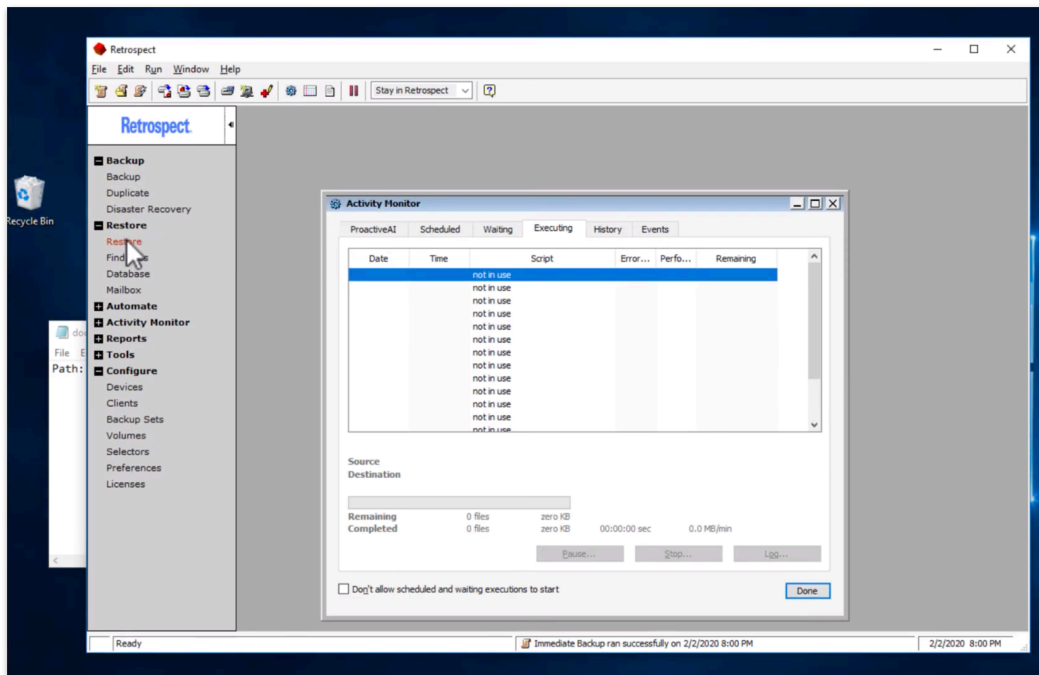 Retrospect
File Edit Run Window Help
Stay in Retrospect
Retrospect
Backup
Backup
Duplicate
Disaster Recovery
Restore
Restore
Database
Mailbox
Automate
Activity Monitor
Reports
Tools
Configure
Devices
Clients
Backup Sets
Volumes
Selectors
Preferences
Licenses
Recycle Bin
File
Path:
Activity Monitor
ProactiveAI Scheduled Waiting Executing History Events
Date Time Script Error... Perfo... Remaining
not in use
not in use
not in use
not in use
not in use
not in use
not in use
not in use
not in use
not in use
not in use
not in use
not in use
Source
Destination
Remaining 0 files zero KB
Completed 0 files zero KB 00:00:00 sec 0.0 MB/min
Pause... Stop... Log...
Don't allow scheduled and waiting executions to start Done
Ready Immediate Backup ran successfully on 2/2/2020 8:00 PM 2/2/2020 8:00 PM